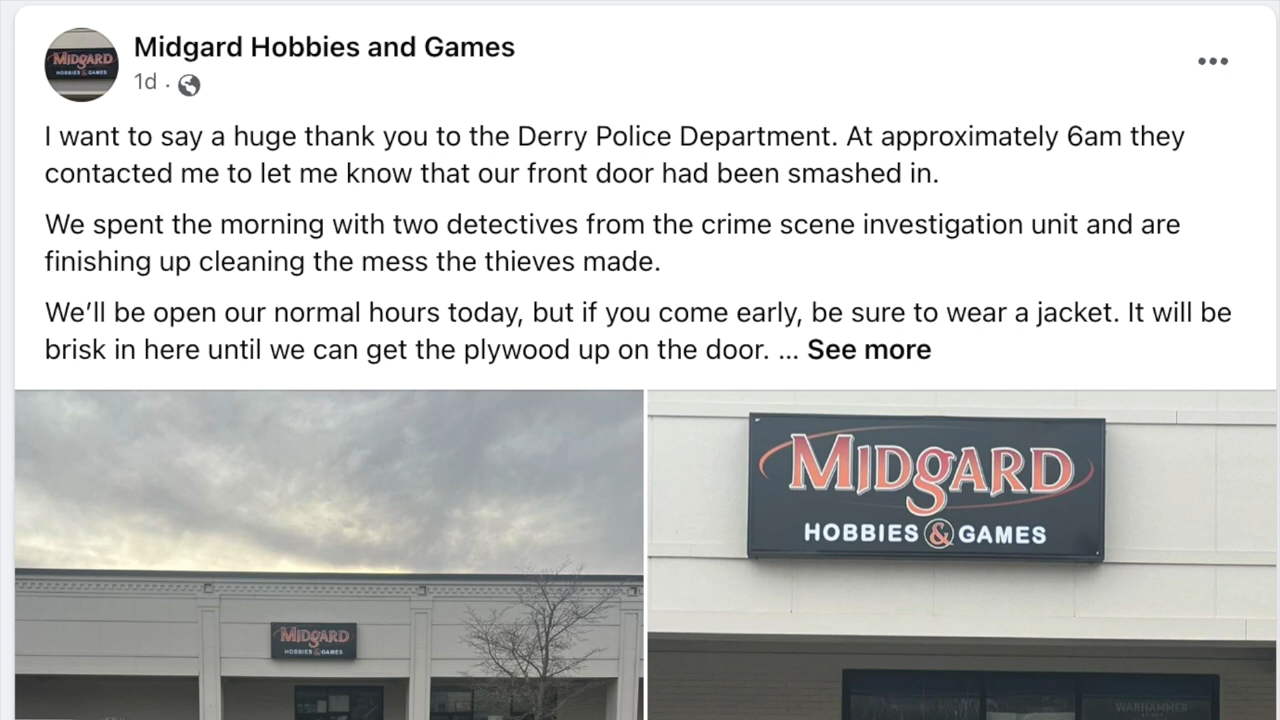 MIDGARD
HOBBIES & GAMES
Midgard Hobbies and Games
1d ·
I want to say a huge thank you to the Derry Police Department. At approximately 6am they
contacted me to let me know that our front door had been smashed in.
We spent the morning with two detectives from the crime scene investigation unit and are
finishing up cleaning the mess the thieves made.
We’ll be open our normal hours today, but if you come early, be sure to wear a jacket. It will be
brisk in here until we can get the plywood up on the door. ... See more
MIDGARD
HOBBIES & GAMES
MIDGARD
HOBBIES & GAMES
WARHAMMER